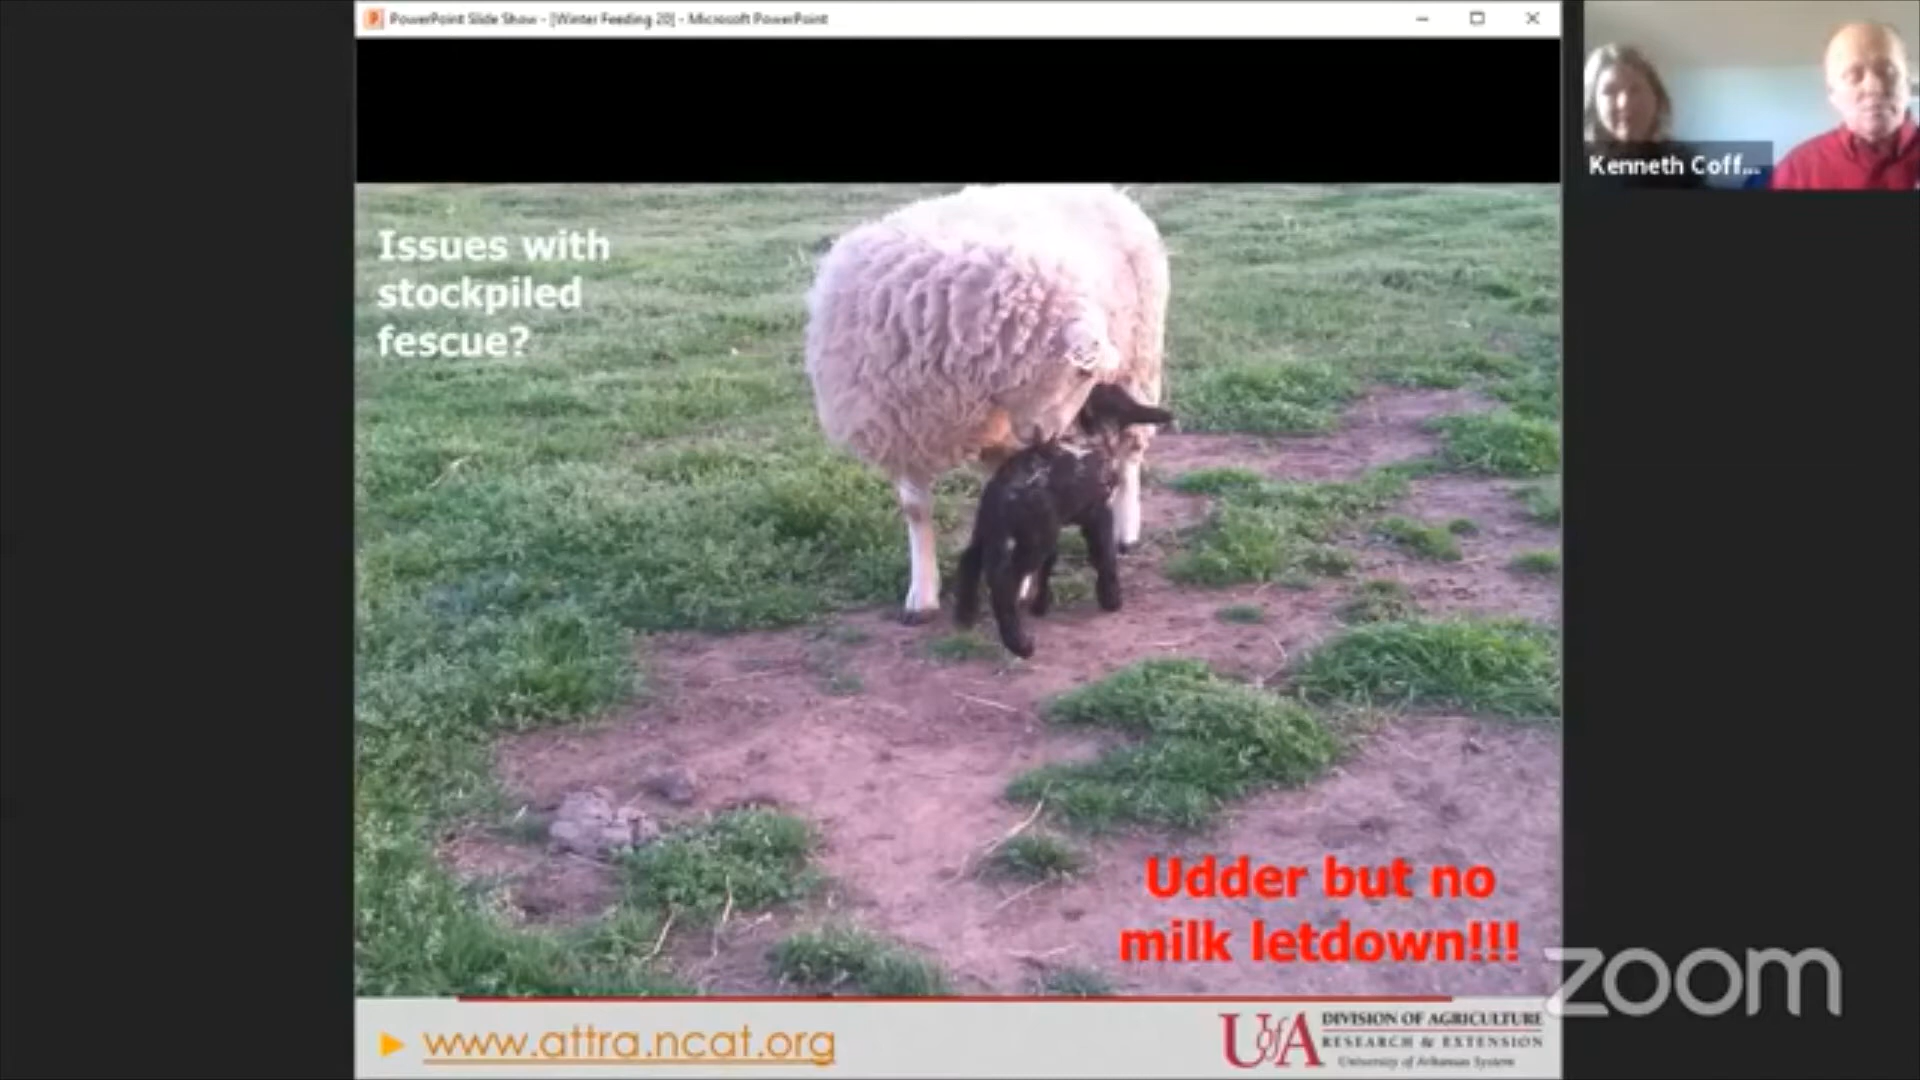 PowerPoint Slide Show - [Winter Feeding 20] - Microsoft PowerPoint
Kenneth Coff...
Issues with
stockpiled
fescue?
Udder but no
milk letdown!!!
zoom
www.attra.ncat.org
UofA
DIVISION OF AGRICULTURE
RESEARCH & EXTENSION
University of Arkansas System